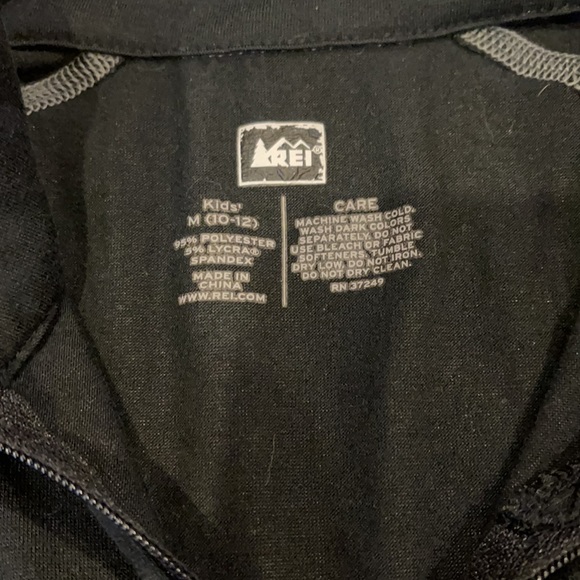 REI®
Kids'
M (10-12)
95% POLYESTER
5% LYCRA®
SPANDEX
MADE IN
CHINA
WWW.REI.COM
CARE
MACHINE WASH COLD.
WASH DARK COLORS
SEPARATELY. DO NOT
USE BLEACH OR FABRIC
SOFTENERS. TUMBLE
DRY LOW. DO NOT IRON.
DO NOT DRY CLEAN.
RN 37249